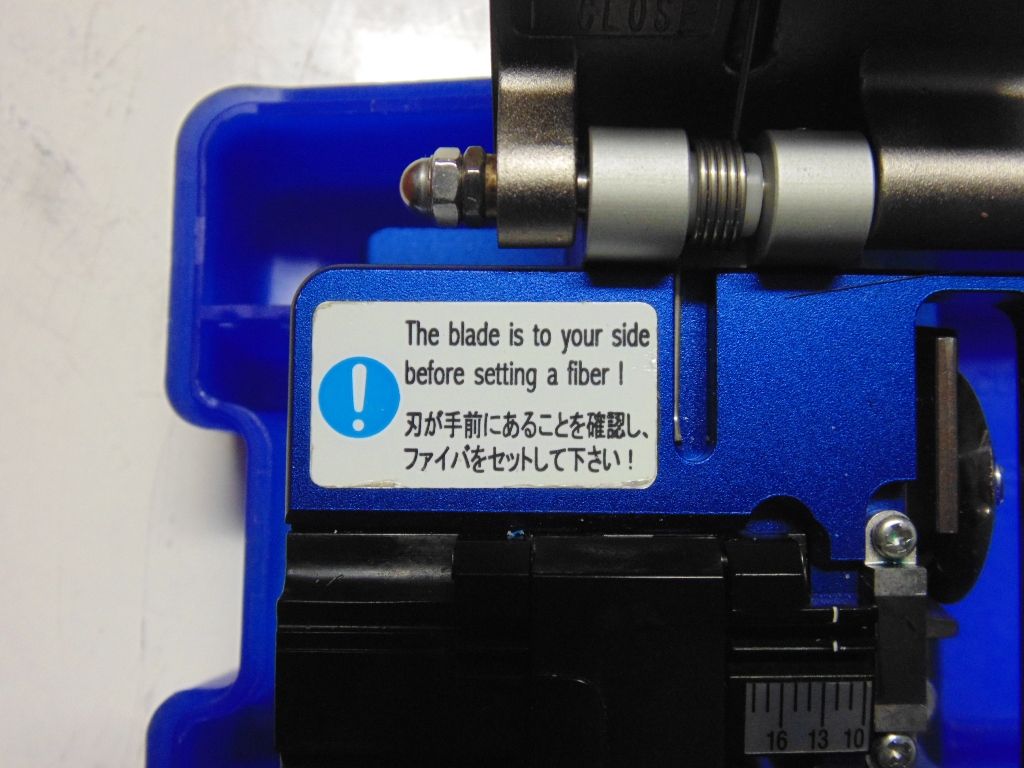 CLOSE
The blade is to your side
before setting a fiber !
刃が手前にあることを確認し、
ファイバをセットして下さい！
16 13 10